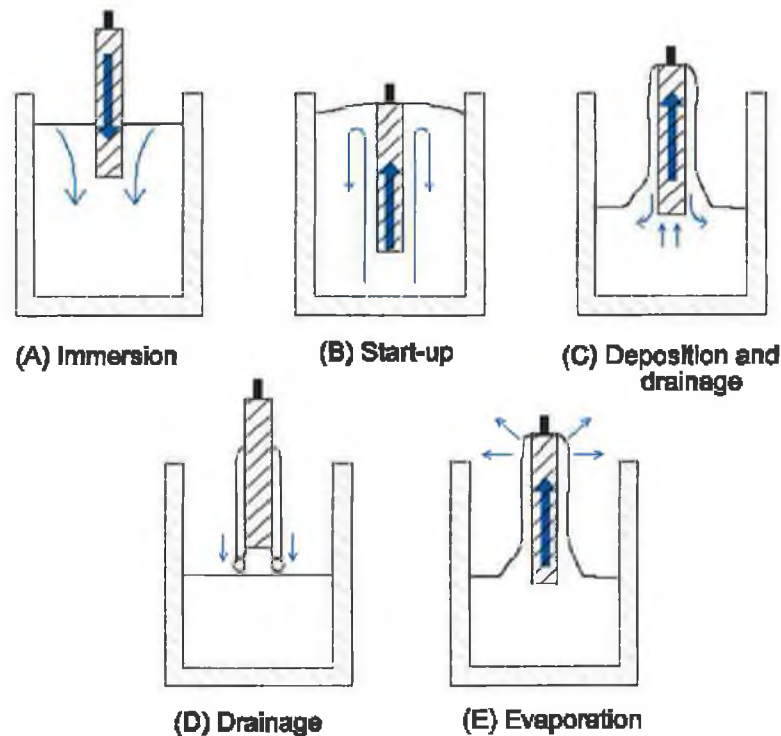 (A) Immersion
(B) Start-up
(C) Deposition and
drainage
(D) Drainage
(E) Evaporation